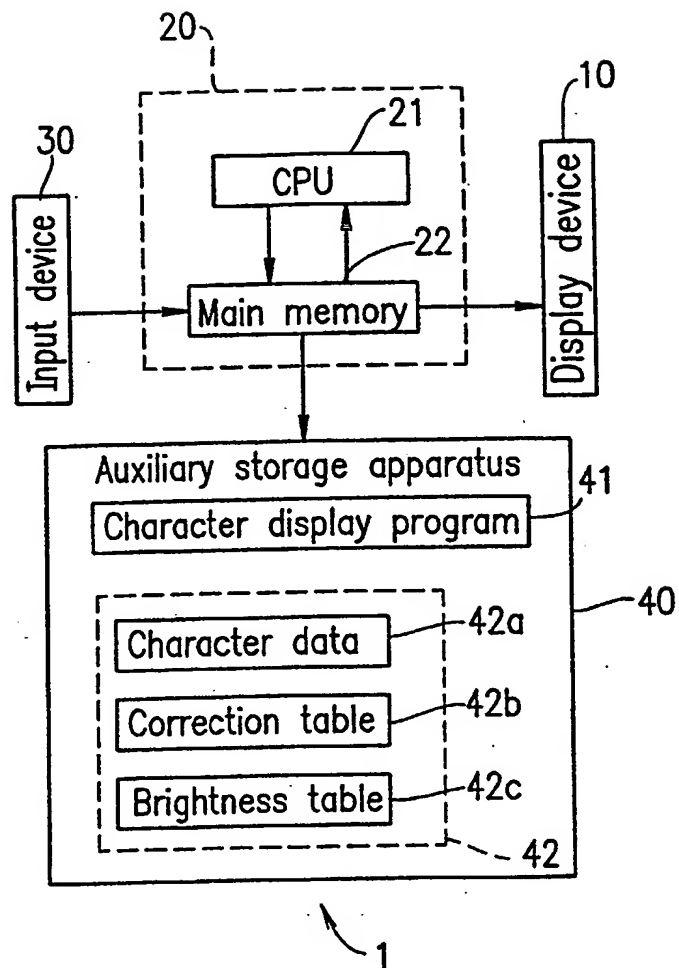 20
10
21
30
CPU
22
Input device
Main memory
Display device
Auxiliary storage apparatus
41
Character display program
40
Character data
42a
Correction table
42b
Brightness table
42c
42
1